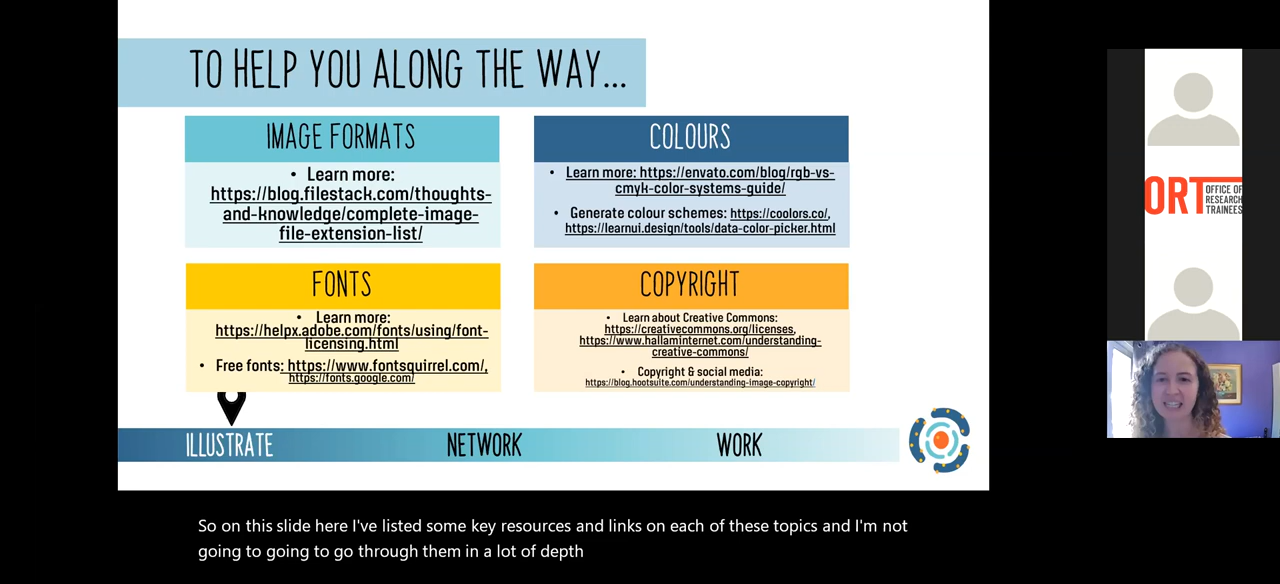 TO HELP YOU ALONG THE WAY...
IMAGE FORMATS
• Learn more:
https://blog.filestack.com/thoughts-
and-knowledge/complete-image-
file-extension-list/
COLOURS
• Learn more: https://envato.com/blog/rgb-vs-
cmyk-color-systems-guide/
• Generate colour schemes: https://coolors.co/,
https://learnui.design/tools/data-color-picker.html
FONTS
• Learn more:
https://helpx.adobe.com/fonts/using/font-
licensing.html
• Free fonts: https://www.fontsquirrel.com/,
https://fonts.google.com/
COPYRIGHT
• Learn about Creative Commons:
https://creativecommons.org/licenses,
https://www.hallaminternet.com/understanding-
creative-commons/
• Copyright & social media:
https://blog.hootsuite.com/understanding-image-copyright/
ILLUSTRATE
NETWORK
WORK
ORT
OFFICE OF
RESEARCH
TRAINEES
So on this slide here I've listed some key resources and links on each of these topics and I'm not
going to going to go through them in a lot of depth